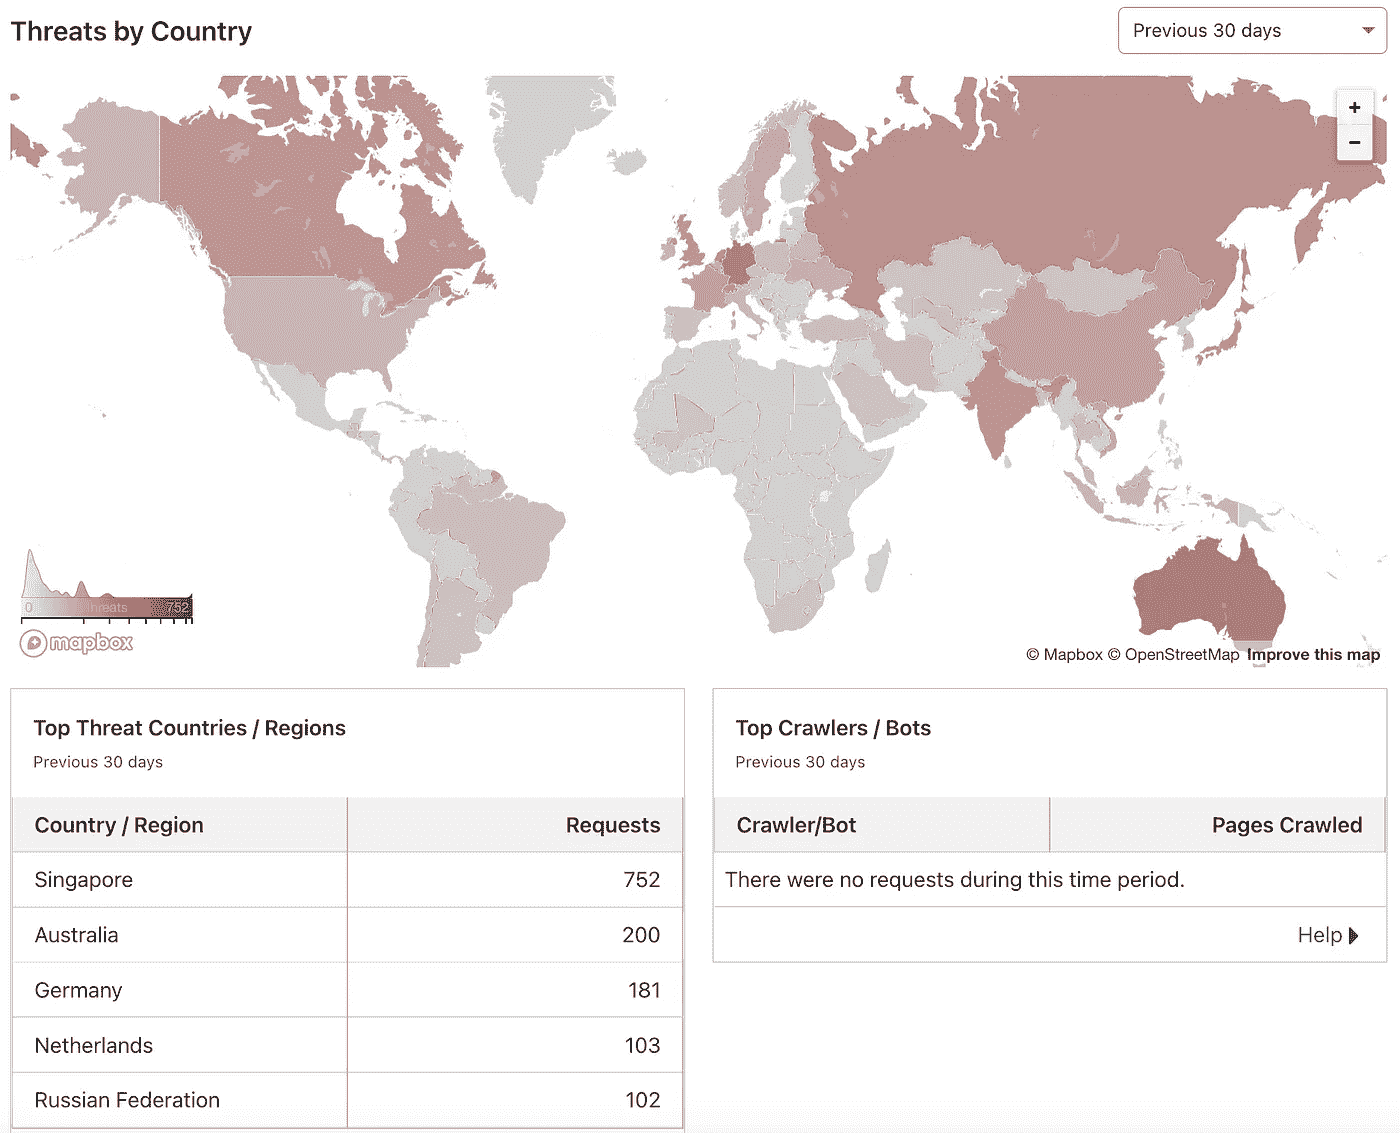 Threats by Country
Previous 30 days
+
−
0 Threats 752
mapbox
© Mapbox © OpenStreetMap Improve this map
Top Threat Countries / Regions
Previous 30 days
Country / Region Requests
Singapore 752
Australia 200
Germany 181
Netherlands 103
Russian Federation 102
Top Crawlers / Bots
Previous 30 days
Crawler/Bot Pages Crawled
There were no requests during this time period.
Help